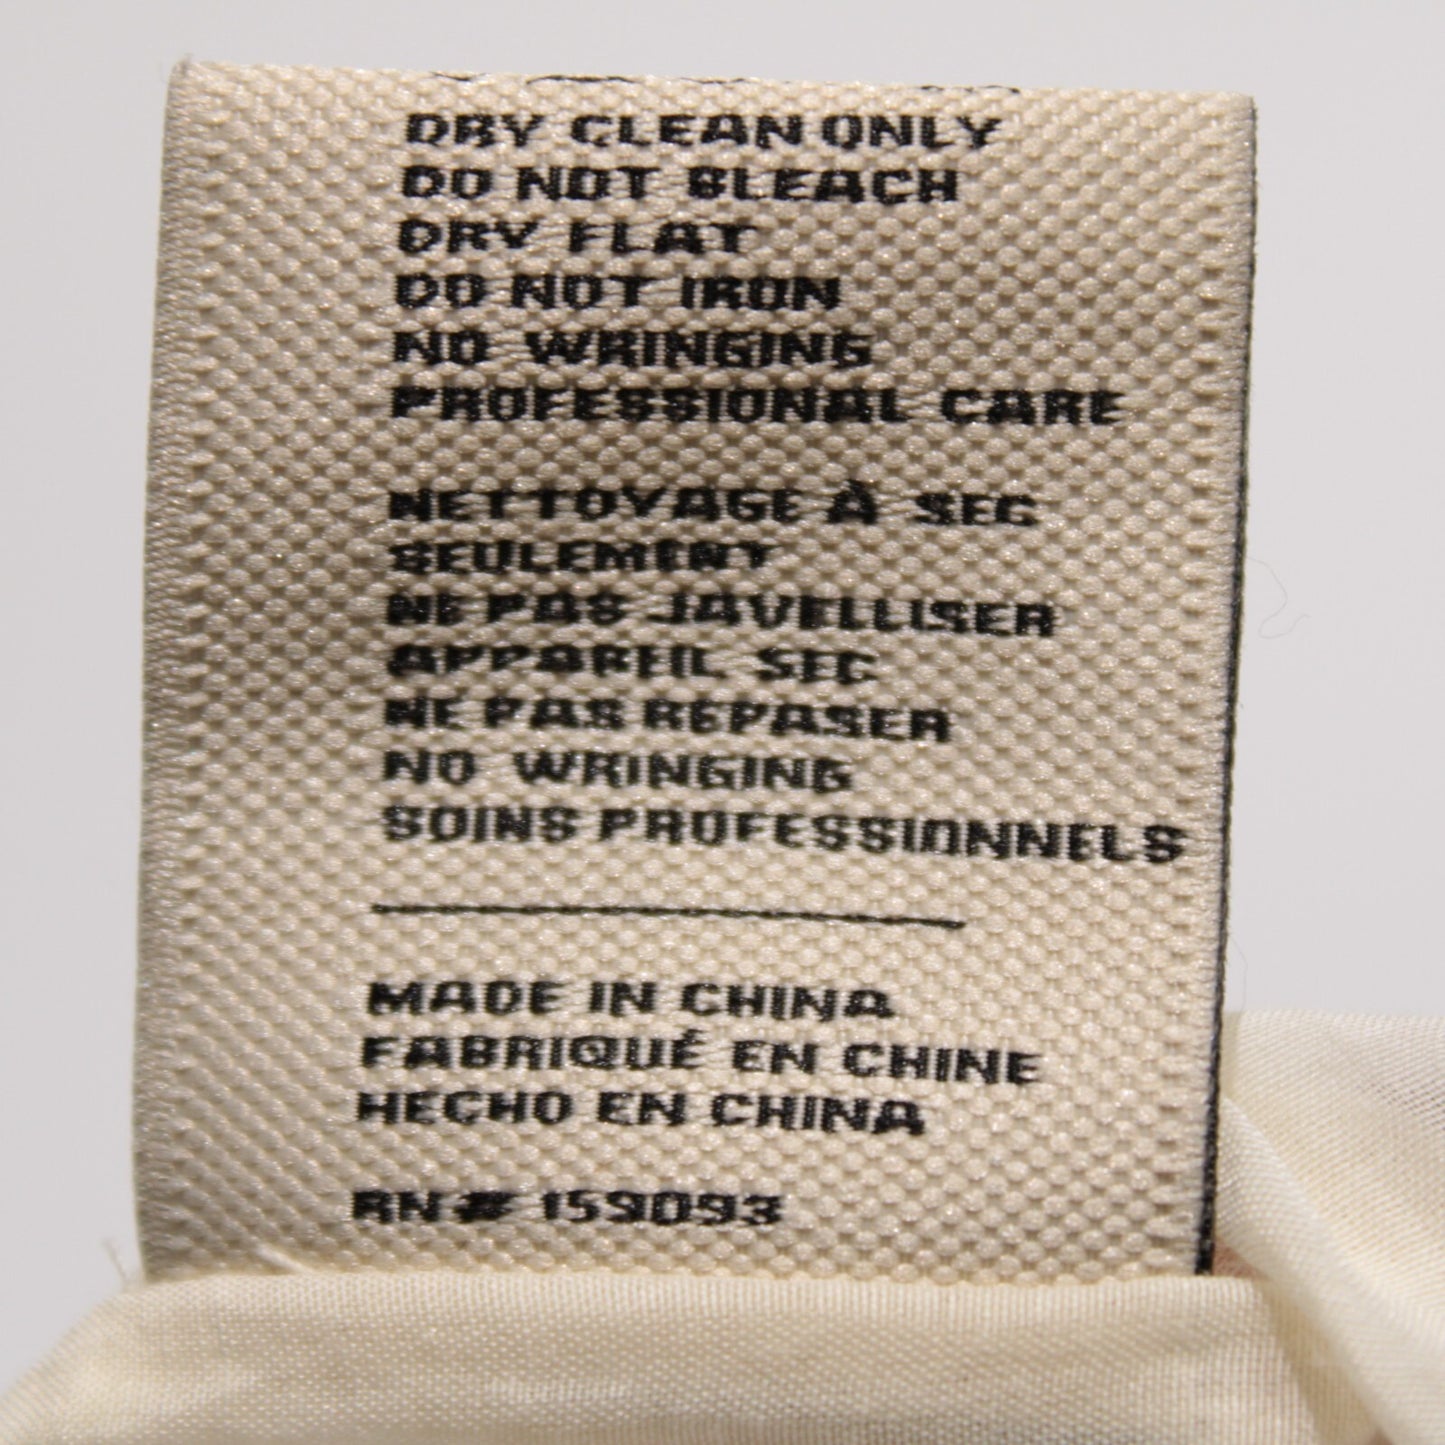 DRY CLEAN ONLY
DO NOT BLEACH
DRY FLAT
DO NOT IRON
NO WRINGING
PROFESSIONAL CARE
NETTOYAGE À SEC
SEULEMENT
NE PAS JAVELLISER
APPAREIL SEC
NE PAS REPASER
NO WRINGING
SOINS PROFESSIONNELS
MADE IN CHINA
FABRIQUÉ EN CHINE
HECHO EN CHINA
RN# 159093